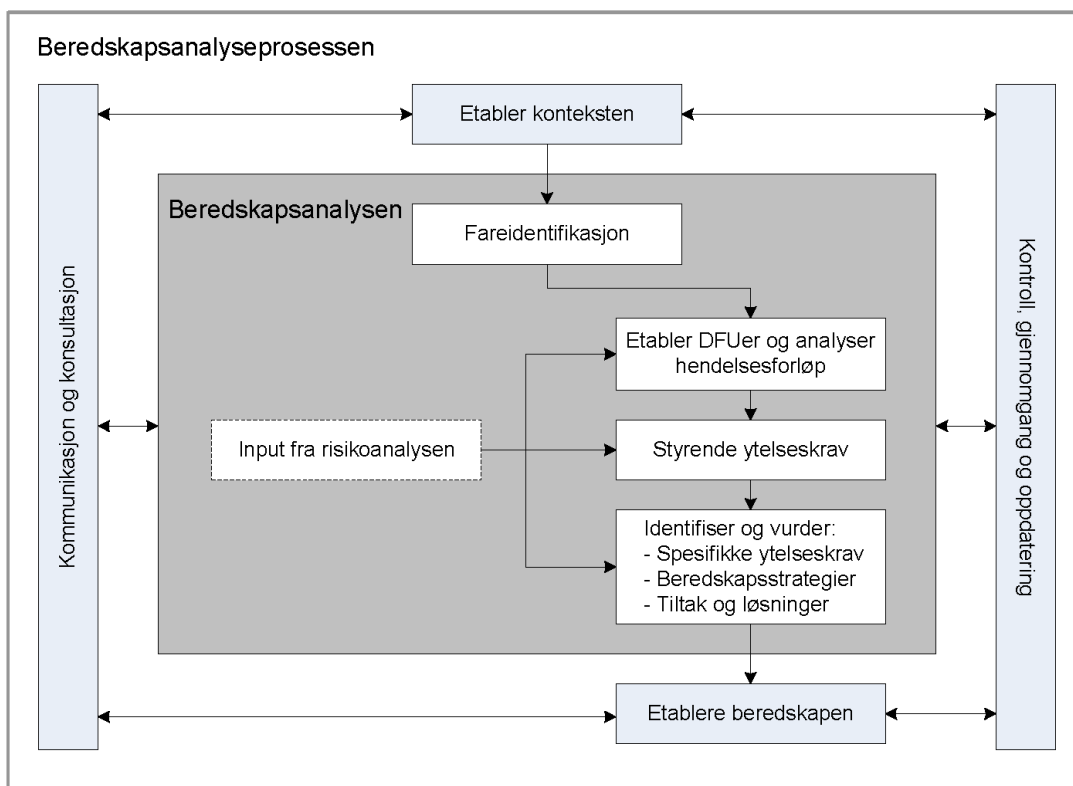 Beredskapsanalyseprosessen
Etabler konteksten
Beredskapsanalysen
Fareidentifikasjon
Kommunikasjon og konsultasjon
Kontroll, gjennomgang og oppdatering
Etabler DFUer og analyser
hendelsesforløp
Input fra risikoanalysen
Styrende ytelseskrav
Identifiser og vurder:
- Spesifikke ytelseskrav
- Beredskapsstrategier
- Tiltak og løsninger
Etablere beredskapen